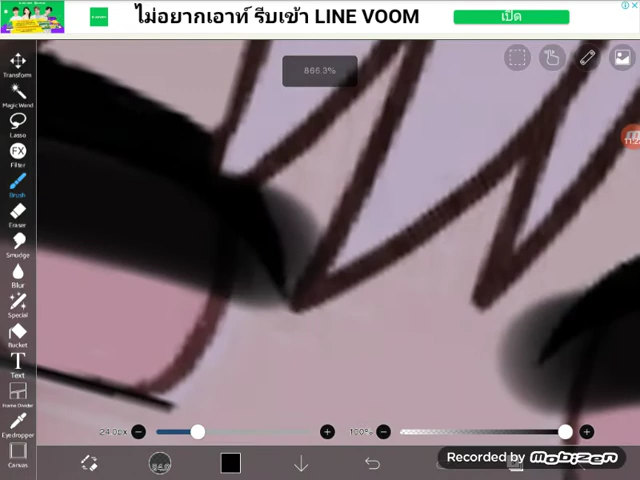 ไม่อยากเอาท์ รีบเข้า LINE VOOM
เปิด
866.3%
Transform
Magic Wand
Lasso
FX
Filter
Brush
Eraser
Smudge
Blur
Special
Bucket
T
Text
Frame Divider
Eyedropper
Canvas
24.0px
100%
Recorded by MOBIZEN